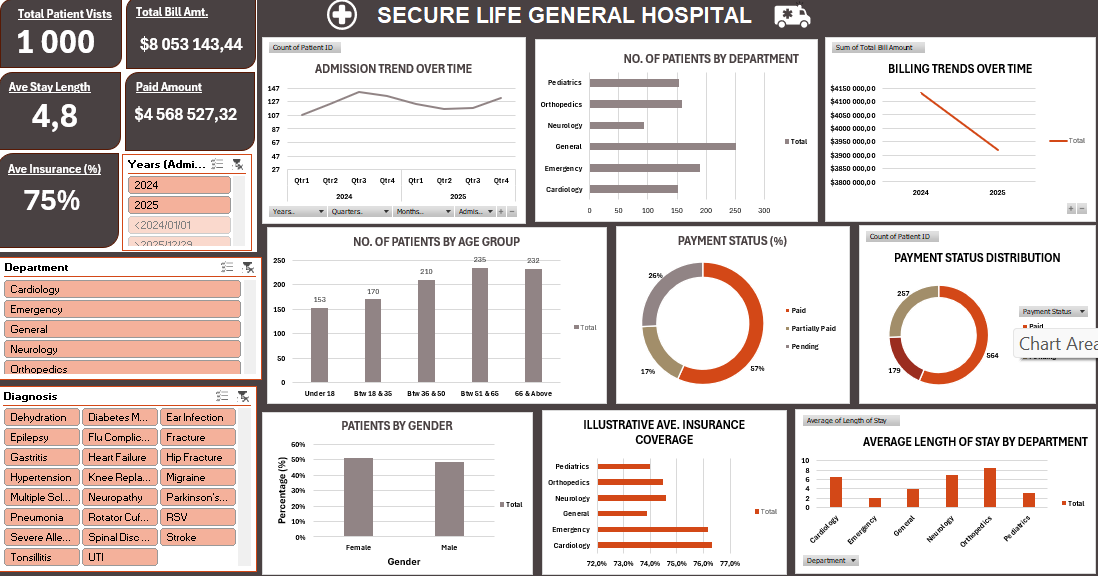 SECURE LIFE GENERAL HOSPITAL
Total Patient Vists
1 000
Total Bill Amt.
$8 053 143,44
Ave Stay Length
4,8
Paid Amount
$4 568 527,32
Ave Insurance (%)
75%
Years (Admi...
2024
2025
<2024/01/01
>2025/12/29
Department
Cardiology
Emergency
General
Neurology
Orthopedics
Diagnosis
Dehydration
Diabetes M...
Ear Infection
Epilepsy
Flu Complic...
Fracture
Gastritis
Heart Failure
Hip Fracture
Hypertension
Knee Repla...
Migraine
Multiple Scl...
Neuropathy
Parkinson's...
Pneumonia
Rotator Cuf...
RSV
Severe Alle...
Spinal Disc ...
Stroke
Tonsillitis
UTI
Count of Patient ID
ADMISSION TREND OVER TIME
147
127
107
87
67
47
27
Qtr1 Qtr2 Qtr3 Qtr4 Qtr1 Qtr2 Qtr3 Qtr4
2024 2025
Years..
Quarters..
Months...
Admis...
NO. OF PATIENTS BY DEPARTMENT
Pediatrics
Orthopedics
Neurology
General
Emergency
Cardiology
0 50 100 150 200 250 300
Total
Sum of Total Bill Amount
BILLING TRENDS OVER TIME
$4150 000,0
$4100 000,0
$4050 000,0
$4000 000,0
$3950 000,0
$3900 000,0
$3850 000,0
$3800 000,0
2024 2025
Total
NO. OF PATIENTS BY AGE GROUP
250
200
150
100
50
0
153
170
210
235
232
Under 18 Btw 18 & 35 Btw 36 & 50 Btw 51 & 65 66 & Above
Total
PAYMENT STATUS (%)
26%
17%
57%
Paid
Partially Paid
Pending
Count of Patient ID
PAYMENT STATUS DISTRIBUTION
257
179
564
Payment Status
Paid
Chart Area
PATIENTS BY GENDER
Percentage (%)
60%
50%
40%
30%
20%
10%
0%
Female Male
Gender
Total
ILLUSTRATIVE AVE. INSURANCE
COVERAGE
Pediatrics
Orthopedics
Neurology
General
Emergency
Cardiology
72,0% 73,0% 74,0% 75,0% 76,0% 77,0%
Total
Average of Length of Stay
AVERAGE LENGTH OF STAY BY DEPARTMENT
10
8
6
4
2
0
Cardiology
Emergency
General
Neurology
Orthopedics
Pediatrics
Total
Department